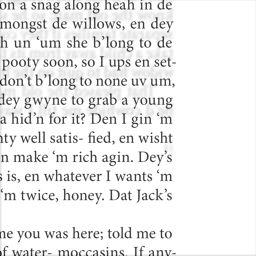 on a snag along heah in de
mongst de willows, en dey
h un ‘um she b’long to de
pooty soon, so I ups en set-
don’t b’long to none uv um,
dey gwyne to grab a young
a hid’n for it? Den I gin ‘m
ty well satis- fied, en wisht
n make ‘m rich agin. Dey’s
s is, en whatever I wants ‘m
‘m twice, honey. Dat Jack’s
me you was here; told me to
of water- moccasins. If any-